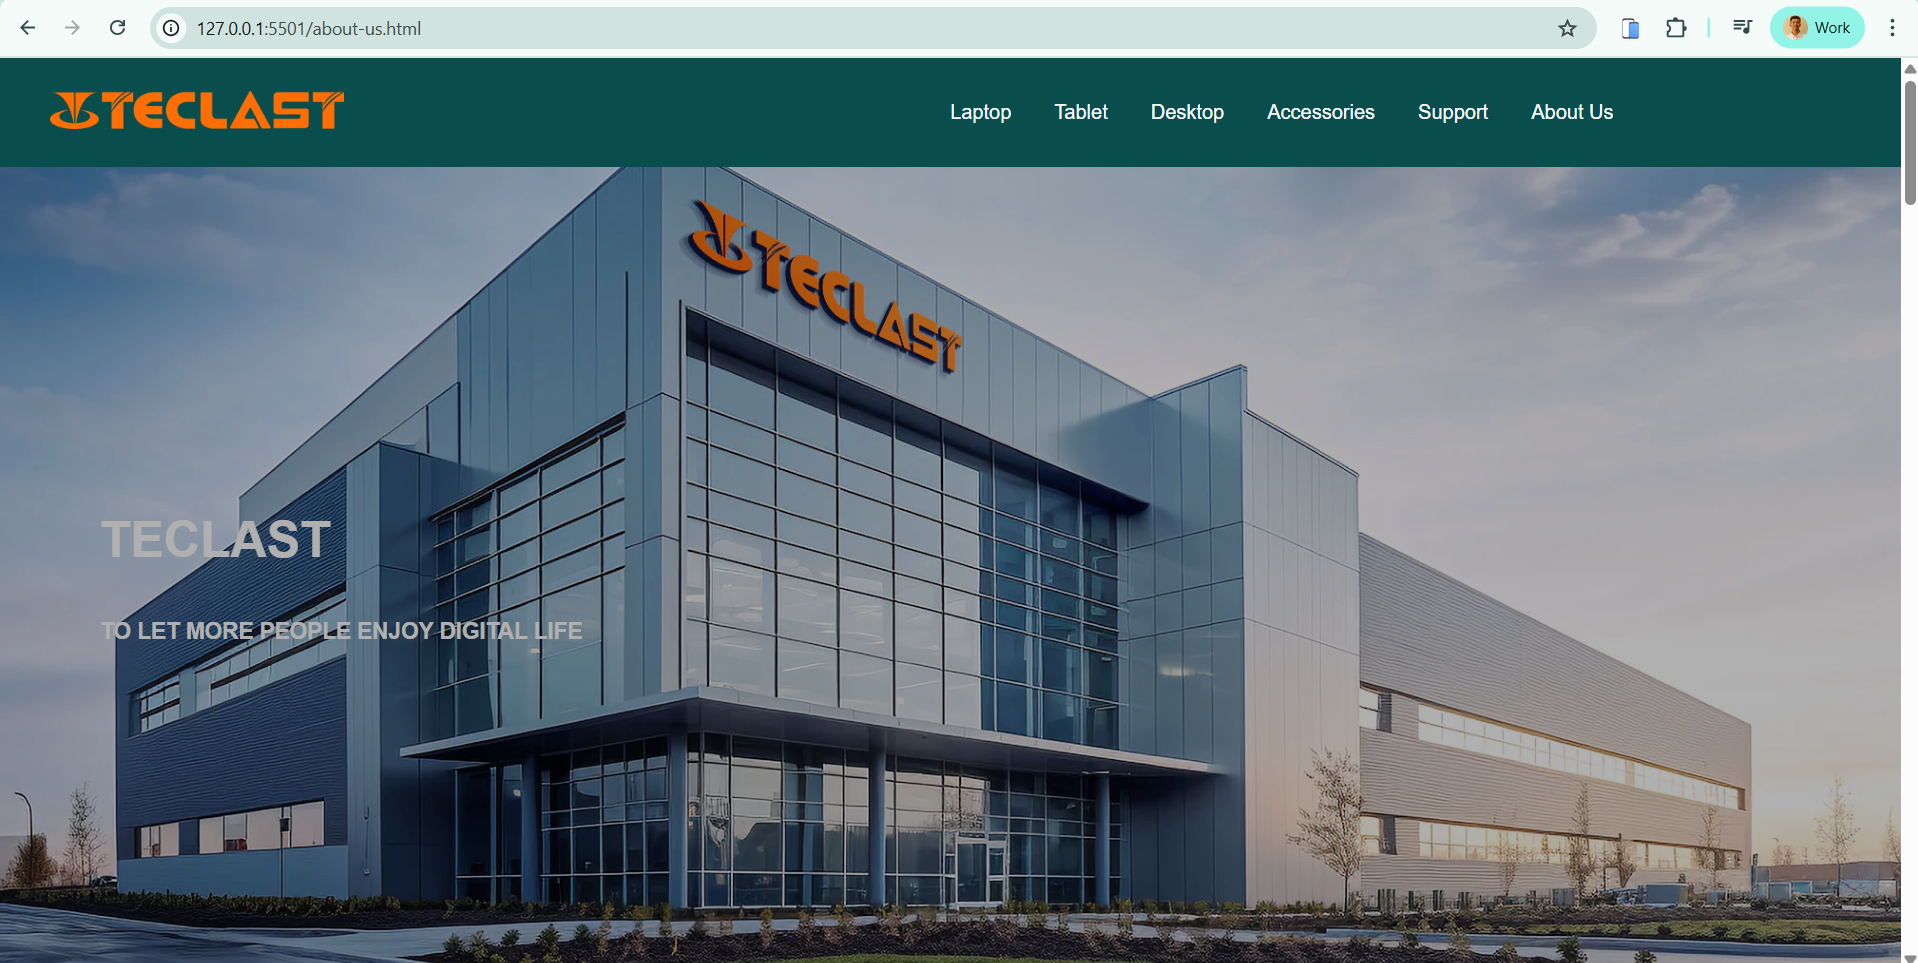 127.0.0.1:5501/about-us.html
Work
TECLAST
Laptop
Tablet
Desktop
Accessories
Support
About Us
TECLAST
TECLAST
TO LET MORE PEOPLE ENJOY DIGITAL LIFE